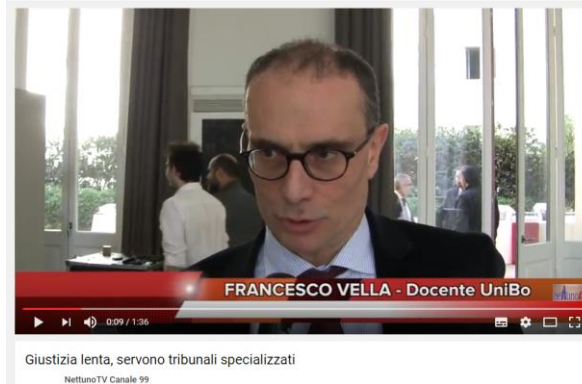 FRANCESCO VELLA - Docente UniBo
0:09 / 1:36
Giustizia lenta, servono tribunali specializzati
NettunoTV Canale 99